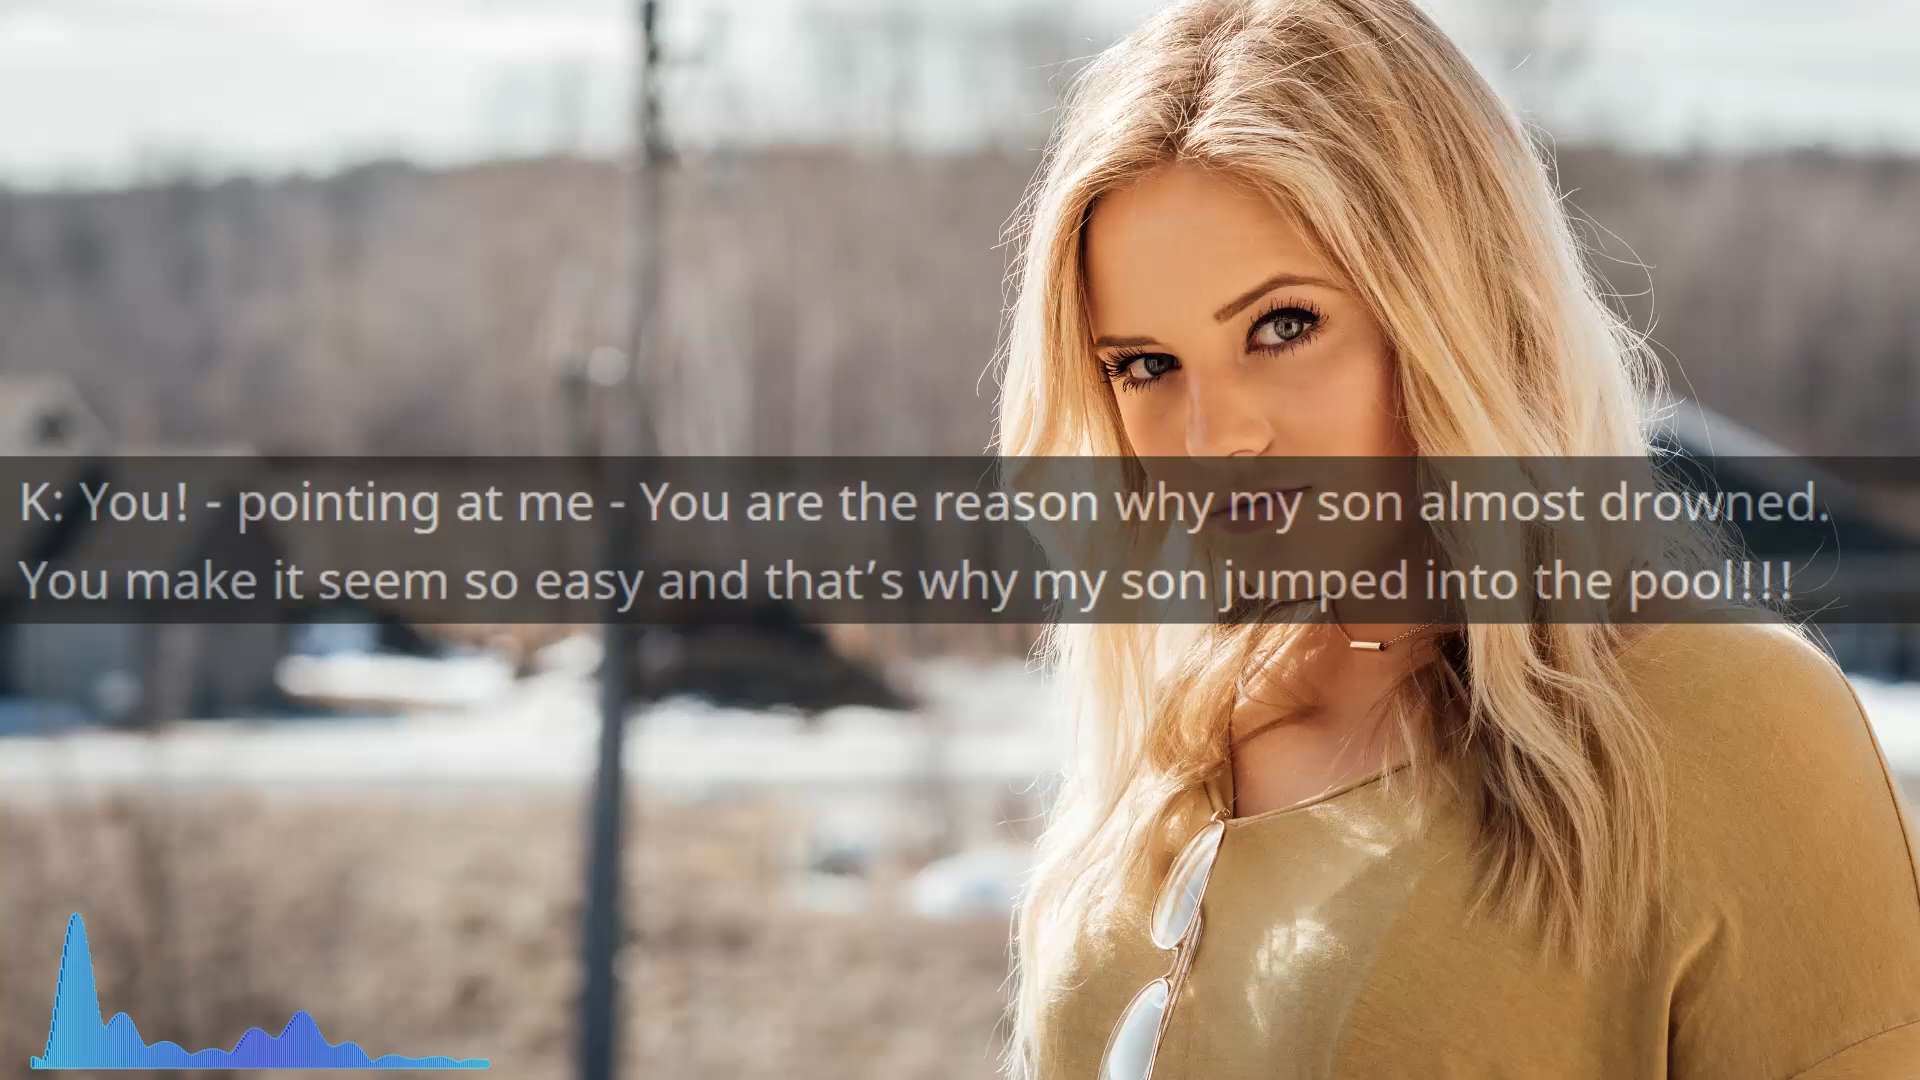 K: You! - pointing at me - You are the reason why my son almost drowned.
You make it seem so easy and that’s why my son jumped into the pool!!!